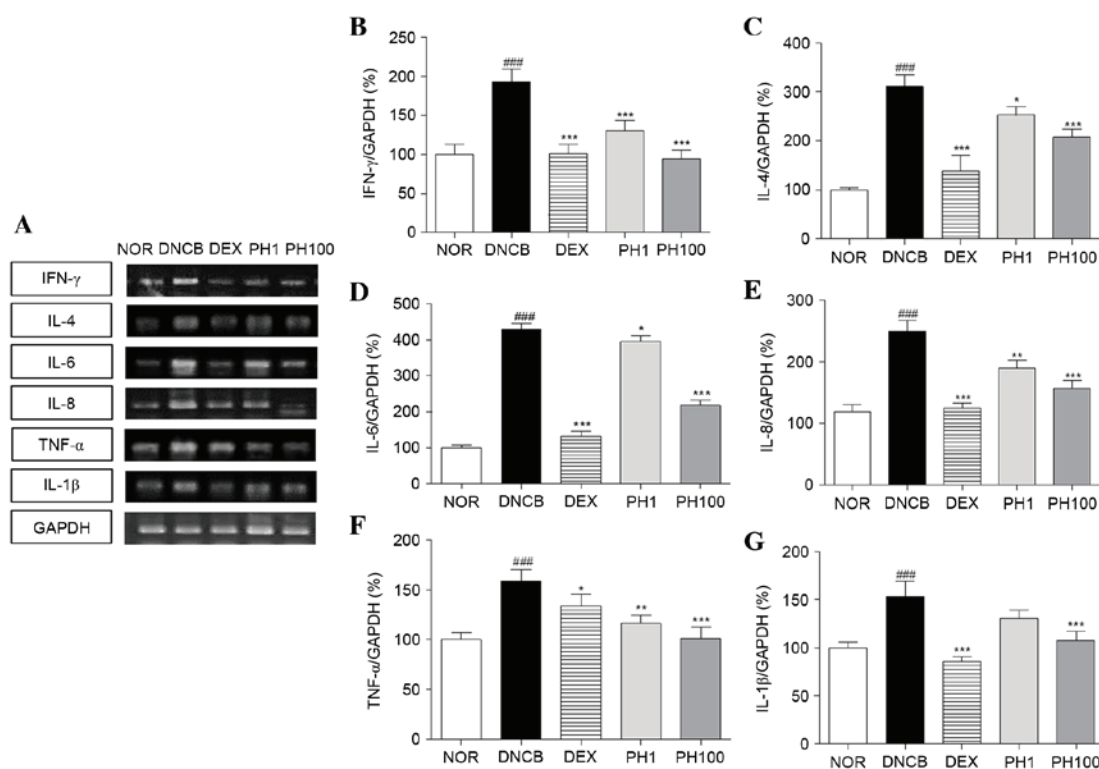 A
NOR DNCB DEX PH1 PH100
IFN-γ
IL-4
IL-6
IL-8
TNF-α
IL-1β
GAPDH
B
IFN-γ/GAPDH (%)
250
200
150
100
50
0
###
***
***
***
NOR DNCB DEX PH1 PH100
C
IL-4/GAPDH (%)
400
300
200
100
0
###
***
*
***
NOR DNCB DEX PH1 PH100
D
IL-6/GAPDH (%)
500
400
300
200
100
0
###
***
*
***
NOR DNCB DEX PH1 PH100
E
IL-8/GAPDH (%)
300
200
100
0
###
***
**
***
NOR DNCB DEX PH1 PH100
F
TNF-α/GAPDH (%)
200
150
100
50
0
###
*
**
***
NOR DNCB DEX PH1 PH100
G
IL-1β/GAPDH (%)
200
150
100
50
0
###
***
***
NOR DNCB DEX PH1 PH100